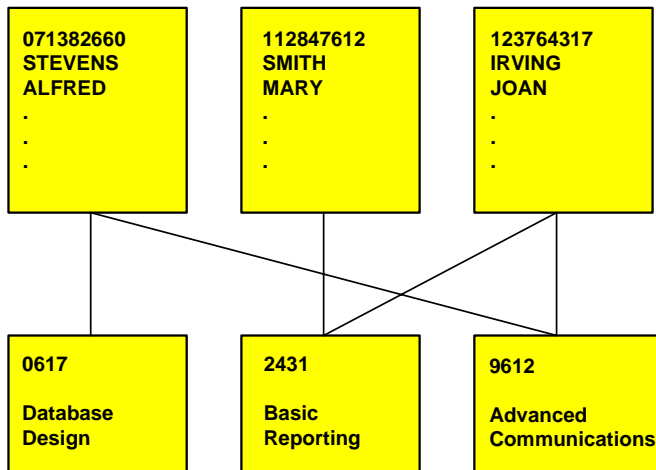 071382660
STEVENS
ALFRED
.
.
.
112847612
SMITH
MARY
.
.
.
123764317
IRVING
JOAN
.
.
.
0617
Database
Design
2431
Basic
Reporting
9612
Advanced
Communications